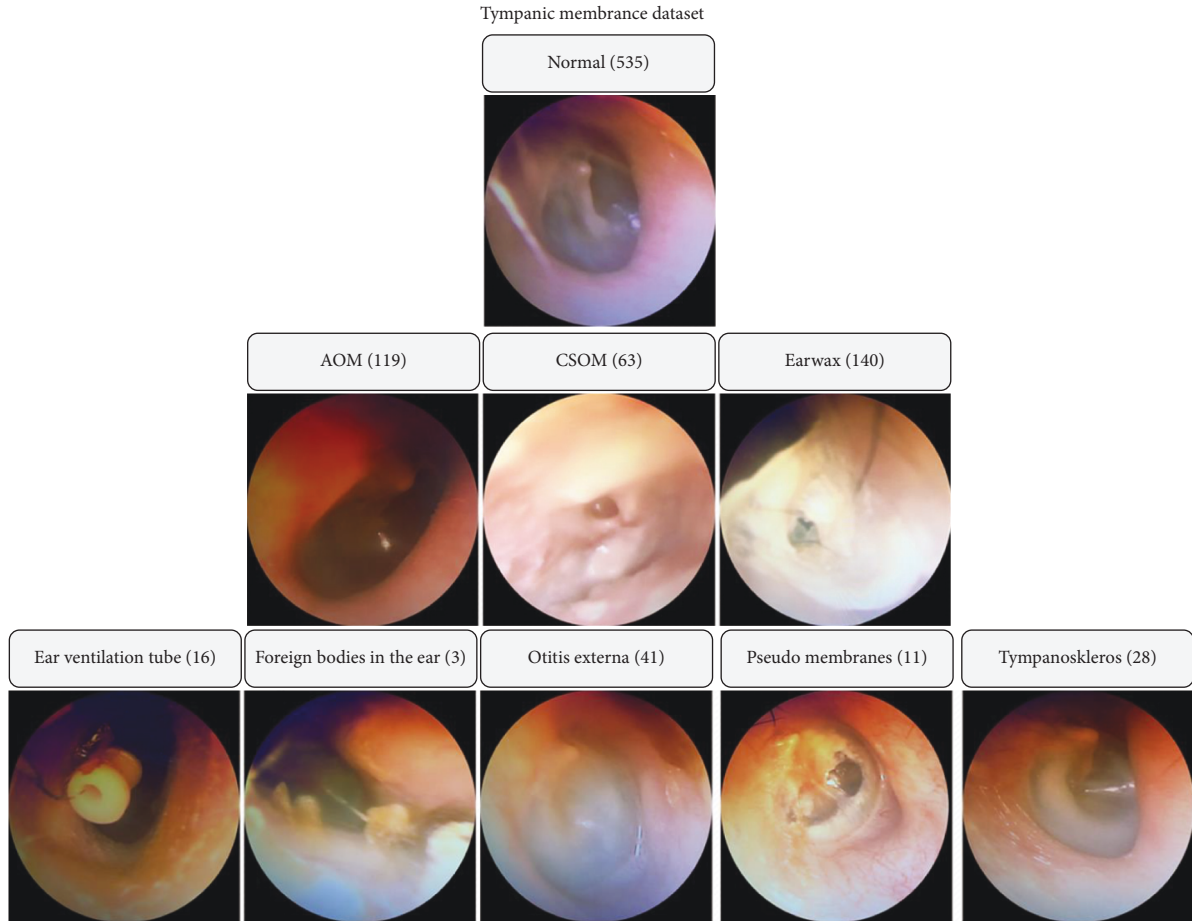 Tympanic membrance dataset
Normal (535)
AOM (119)
CSOM (63)
Earwax (140)
Ear ventilation tube (16)
Foreign bodies in the ear (3)
Otitis externa (41)
Pseudo membranes (11)
Tympanoskleros (28)